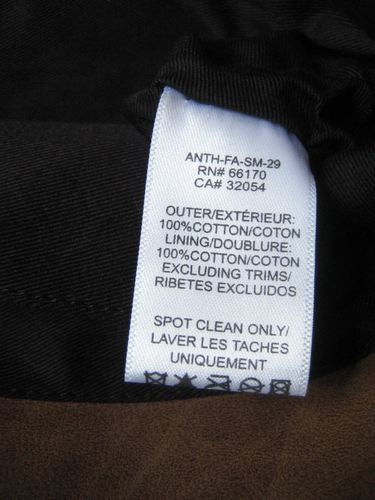 ANTH-FA-SM-29
RN# 66170
CA# 32054
OUTER/EXTÉRIEUR:
100%COTTON/COTON
LINING/DOUBLURE:
100%COTTON/COTON
EXCLUDING TRIMS/
RIBETES EXCLUIDOS
SPOT CLEAN ONLY/
LAVER LES TACHES
UNIQUEMENT